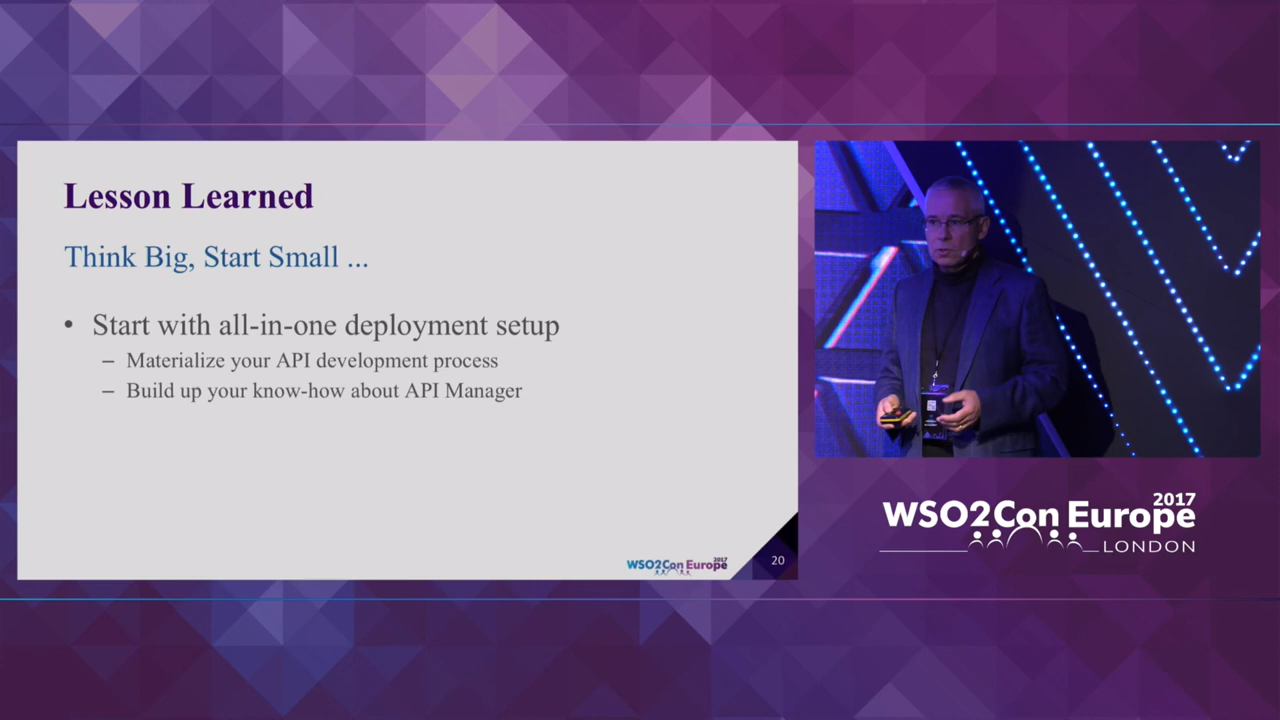 Lesson Learned
Think Big, Start Small ...
• Start with all-in-one deployment setup
– Materialize your API development process
– Build up your know-how about API Manager
WSO2Con Europe 2017
20
WSO2Con Europe 2017
LONDON